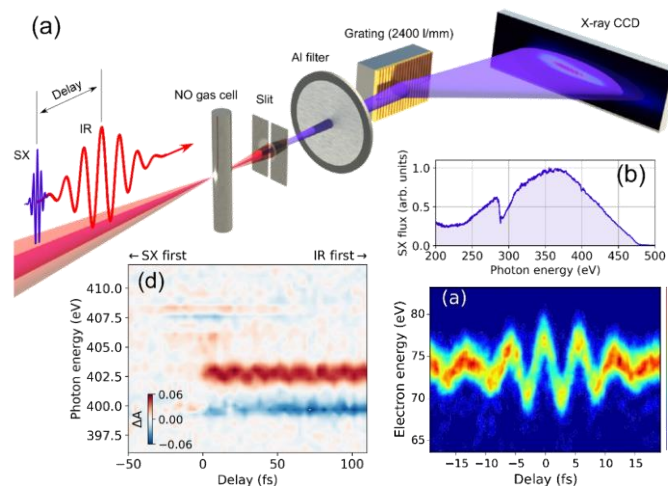 (a)
Delay
SX
IR
NO gas cell
Slit
Al filter
Grating (2400 l/mm)
X-ray CCD
(b)
SX flux (arb. units)
1.0
0.5
0.0
200 250 300 350 400 450 500
Photon energy (eV)
← SX first
IR first →
(d)
Photon energy (eV)
410.0
407.5
405.0
402.5
400.0
397.5
ΔA
0.06
−0.06
−50 0 50 100
Delay (fs)
(a)
Electron energy (eV)
80
75
70
65
−15 −10 −5 0 5 10 15
Delay (fs)